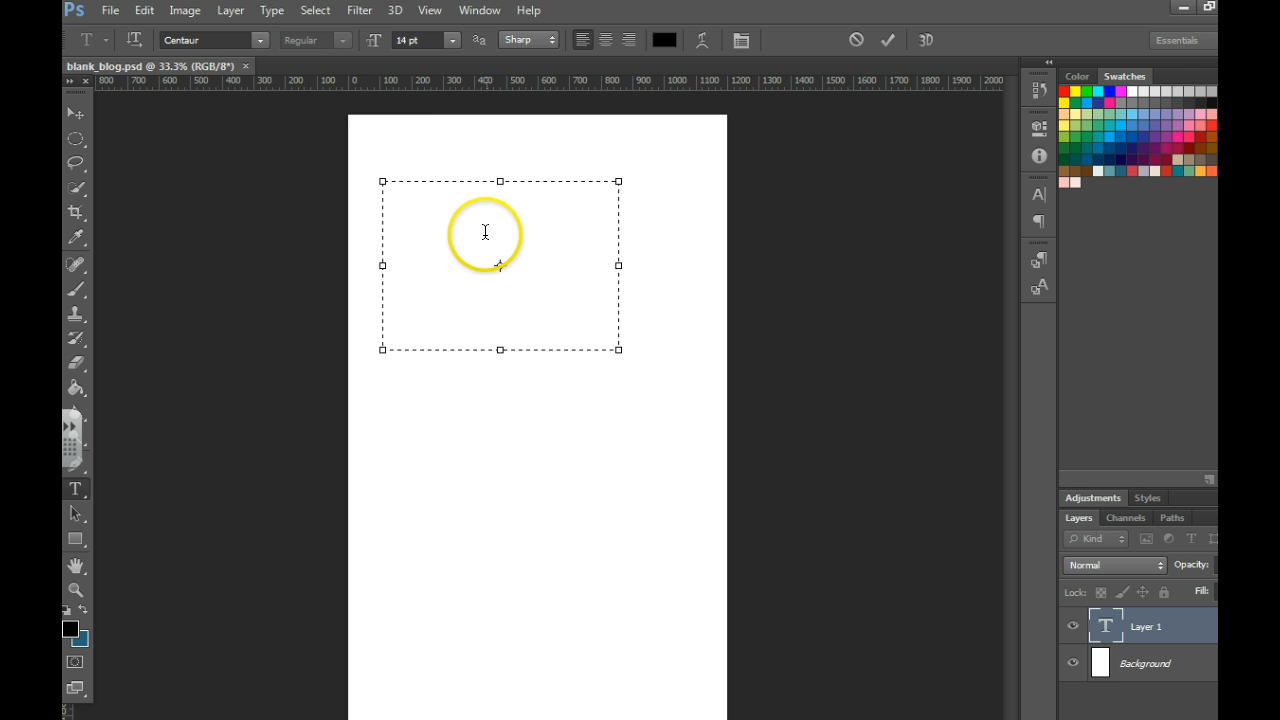 Ps File Edit Image Layer Type Select Filter 3D View Window Help
T Centaur Regular 14 pt aa Sharp 3D Essentials
blank_blog.psd @ 33.3% (RGB/8*) ×
800 700 600 500 400 300 200 100 0 100 200 300 400 500 600 700 800 900 1000 1100 1200 1300 1400 1500 1600 1700 1800 1900 2000
Color Swatches
T
Adjustments Styles
Layers Channels Paths
Kind T
Normal Opacity:
Lock: Fill:
T Layer 1
Background